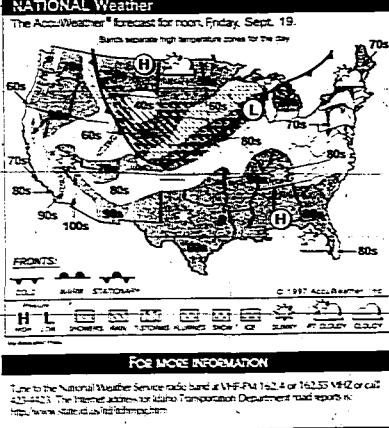 NATIONAL Weather
The AccuWeather® forecast for noon, Friday, Sept. 19.
Bands separate high temperature zones for the day.
70s
60s
40s
50s
60s
70s
80s
80s
70s
80s
80s
90s
100s
80s
H
L
H
FRONTS:
COLD WARM STATIONARY
© 1997 AccuWeather, Inc.
Pressure
H L
HIGH LOW SHOWERS RAIN T-STORMS FLURRIES SNOW ICE SUNNY PT. CLOUDY CLOUDY
FOR MORE INFORMATION
Tune to the National Weather Service radio band at VHF-FM 162.4 or 162.55 MHZ or call
The Internet address for Idaho Transportation Department road reports is: